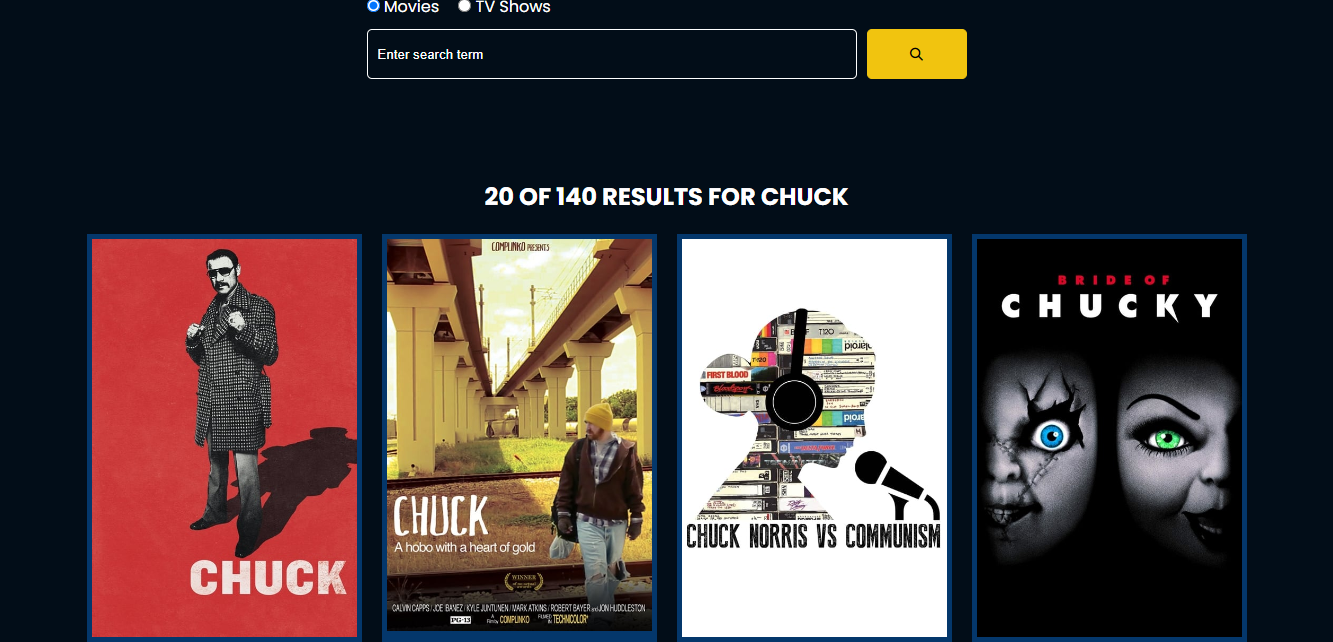 Movies TV Shows
Enter search term
20 OF 140 RESULTS FOR CHUCK
CHUCK
COMPLINKO PRESENTS
CHUCK
A hobo with a heart of gold
WINNER
CALVIN CAPPS / JOE IBANEZ / KYLE JUNTUNEN / MARK ATKINS / ROBERT BAYER and JON HUDDLESTON
PG-13
COMPLINKO
TECHNICOLOR
T120
T-120
FIRST BLOOD
CHUCK NORRIS VS COMMUNISM
BRIDE OF
CHUCKY